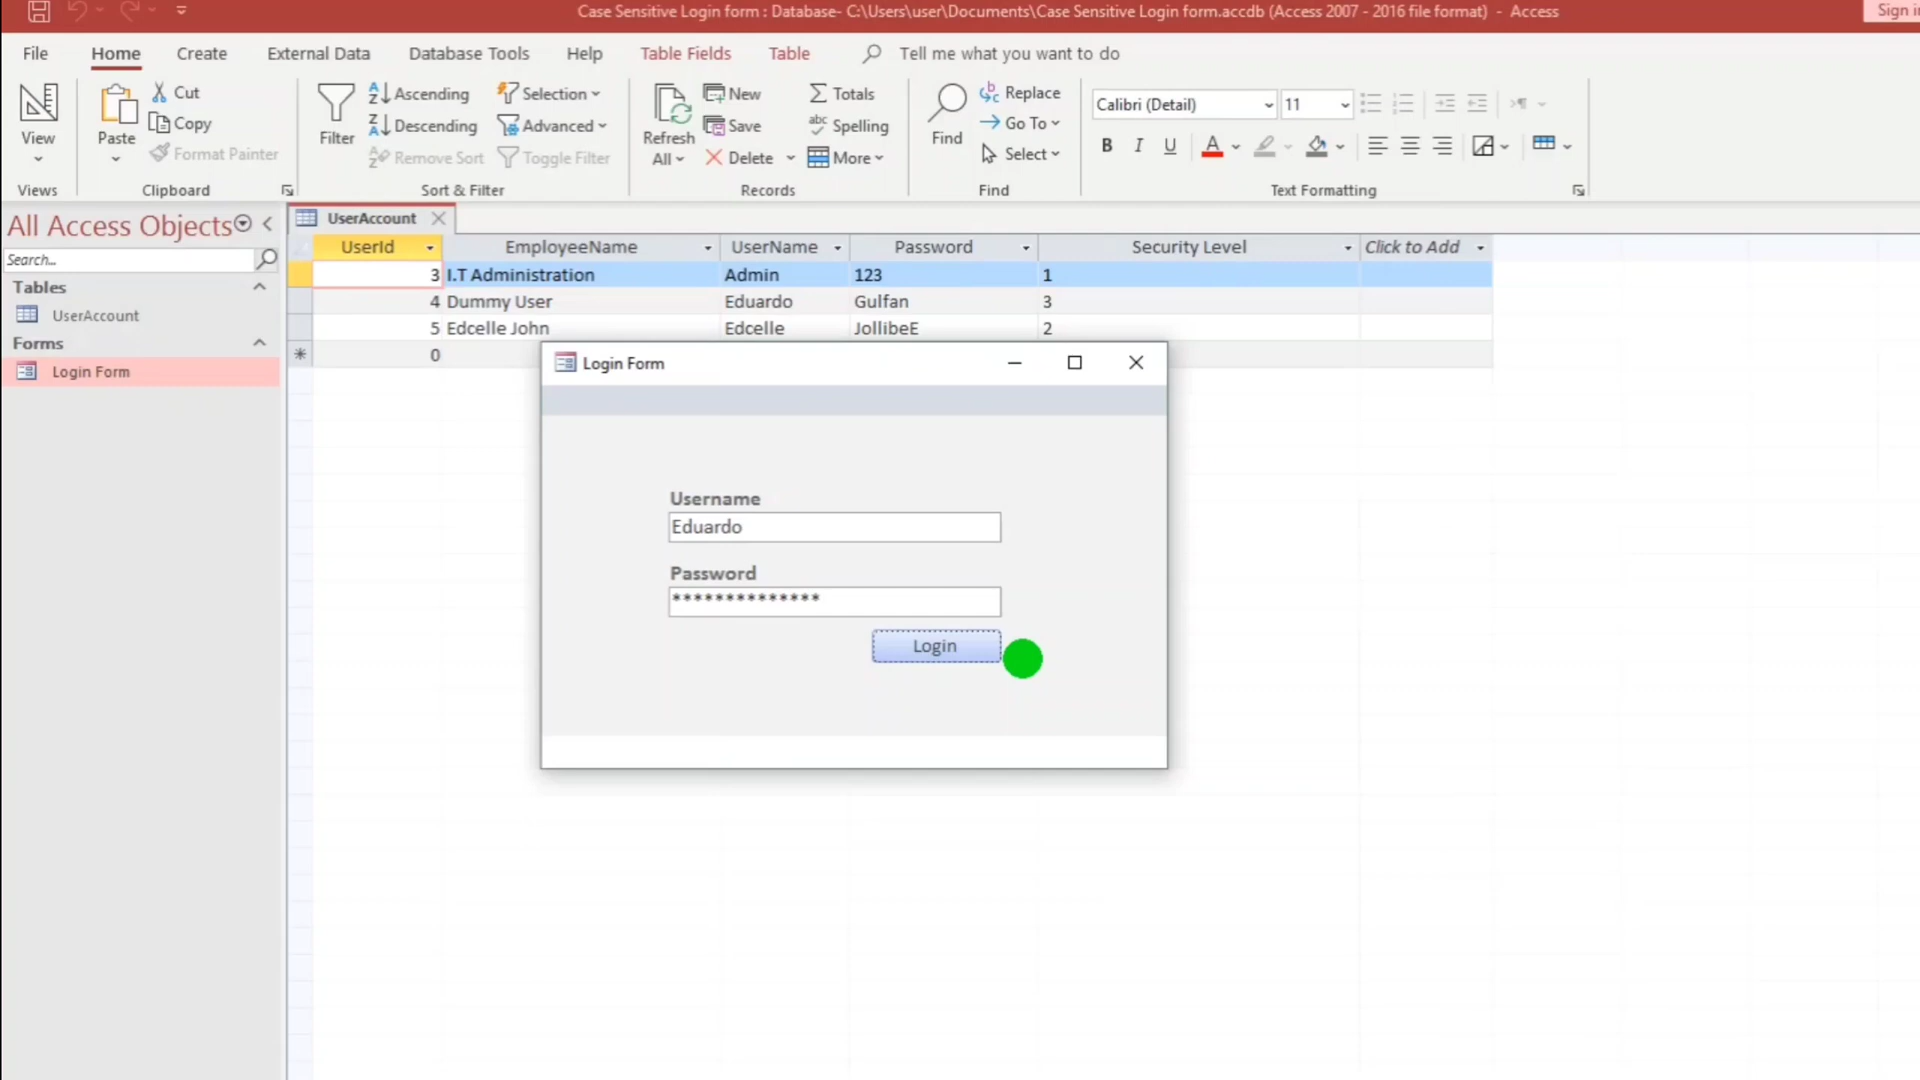 Case Sensitive Login form : Database- C:\Users\user\Documents\Case Sensitive Login form.accdb (Access 2007 - 2016 file format) - Access
Sign i
File Home Create External Data Database Tools Help Table Fields Table Tell me what you want to do
View
Views
Paste
Cut
Copy
Format Painter
Clipboard
Filter
Ascending
Descending
Remove Sort
Selection
Advanced
Toggle Filter
Sort & Filter
Refresh
All
New
Save
Delete
Totals
Spelling
More
Records
Find
Replace
Go To
Select
Find
Calibri (Detail) 11
B I U A
Text Formatting
All Access Objects
Search...
Tables
UserAccount
Forms
Login Form
UserAccount
UserId EmployeeName UserName Password Security Level Click to Add
3 I.T Administration Admin 123 1
4 Dummy User Eduardo Gulfan 3
5 Edcelle John Edcelle JollibeE 2
* 0
Login Form
Username
Eduardo
Password
**************
Login